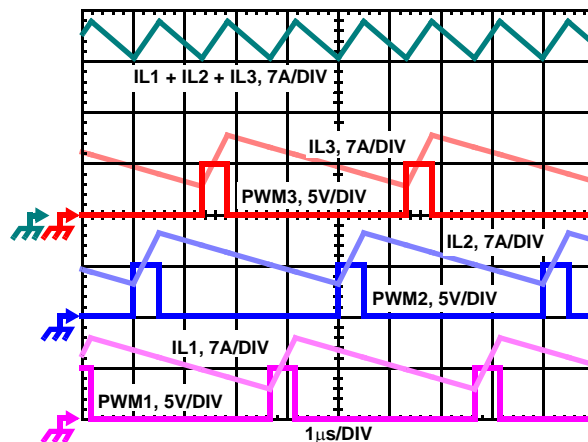 IL1 + IL2 + IL3, 7A/DIV
IL3, 7A/DIV
PWM3, 5V/DIV
IL2, 7A/DIV
PWM2, 5V/DIV
IL1, 7A/DIV
PWM1, 5V/DIV
1μs/DIV